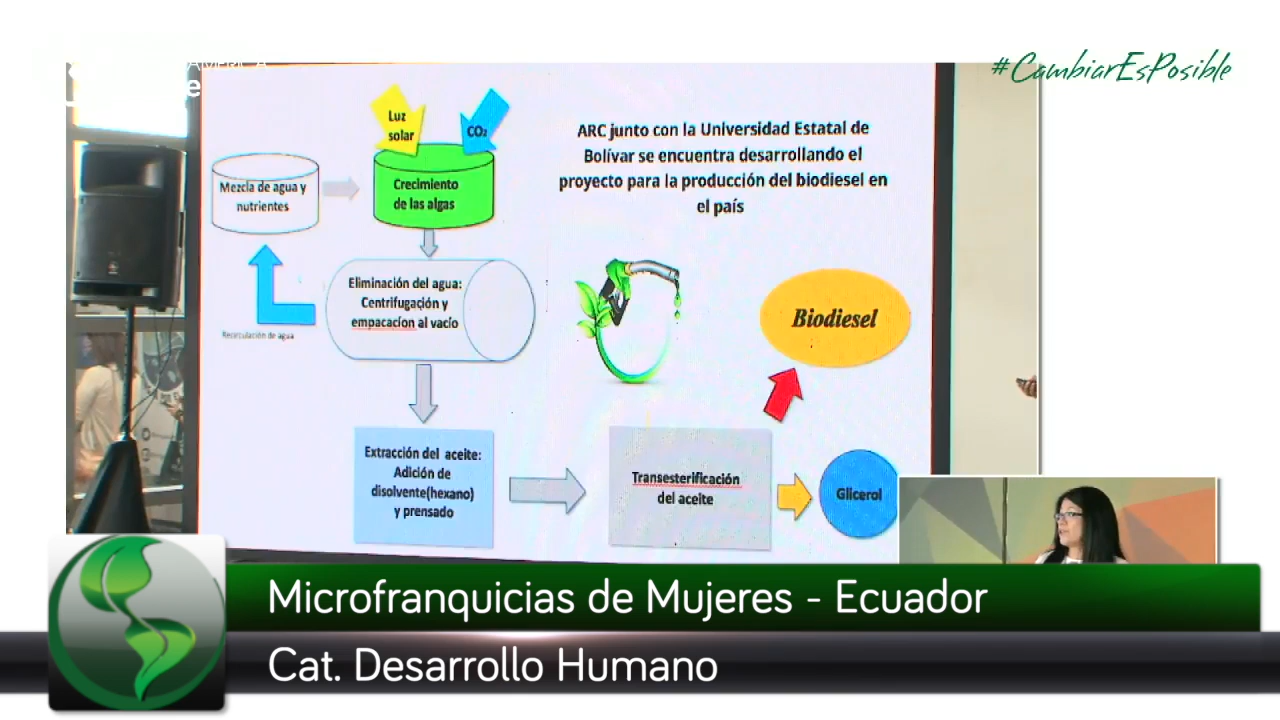 #CambiarEsPosible
Luz
solar
CO₂
ARC junto con la Universidad Estatal de
Bolívar se encuentra desarrollando el
proyecto para la producción del biodiesel en
el país
Mezcla de agua y
nutrientes
Crecimiento
de las algas
Eliminación del agua:
Centrifugación y
empacacíon al vacío
Recirculación de agua
Biodiesel
Extracción del aceite:
Adición de
disolvente(hexano)
y prensado
Transesterificación
del aceite
Glicerol
Microfranquicias de Mujeres - Ecuador
Cat. Desarrollo Humano